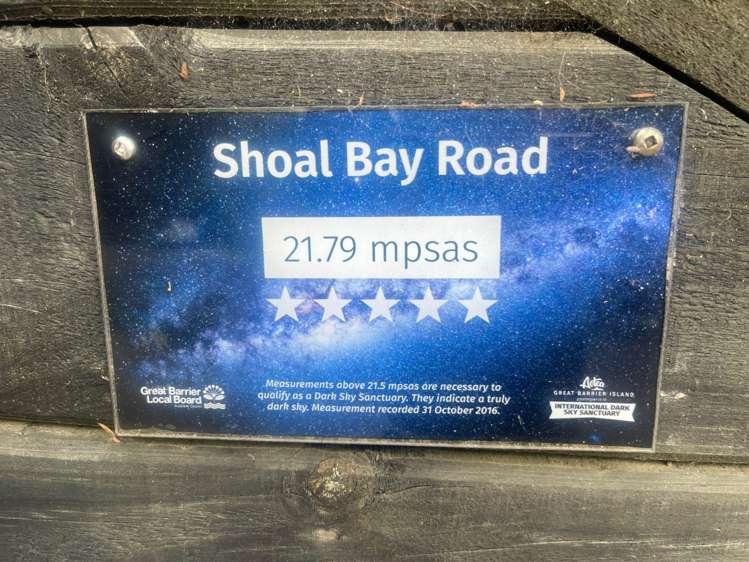 Shoal Bay Road
21.79 mpsas
Measurements above 21.5 mpsas are necessary to
qualify as a Dark Sky Sanctuary. They indicate a truly
dark sky. Measurement recorded 31 October 2016.
Great Barrier
Local Board
Auckland Council
Aotea
GREAT BARRIER ISLAND
INTERNATIONAL DARK
SKY SANCTUARY